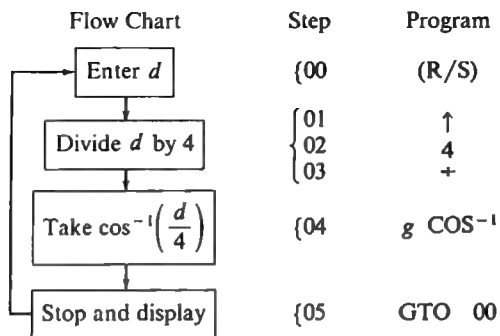 Flow Chart Step Program
Enter d {00 (R/S)
01 ↑
Divide d by 4 02 4
03 ÷
Take cos⁻¹(d/4) {04 g COS⁻¹
Stop and display {05 GTO 00